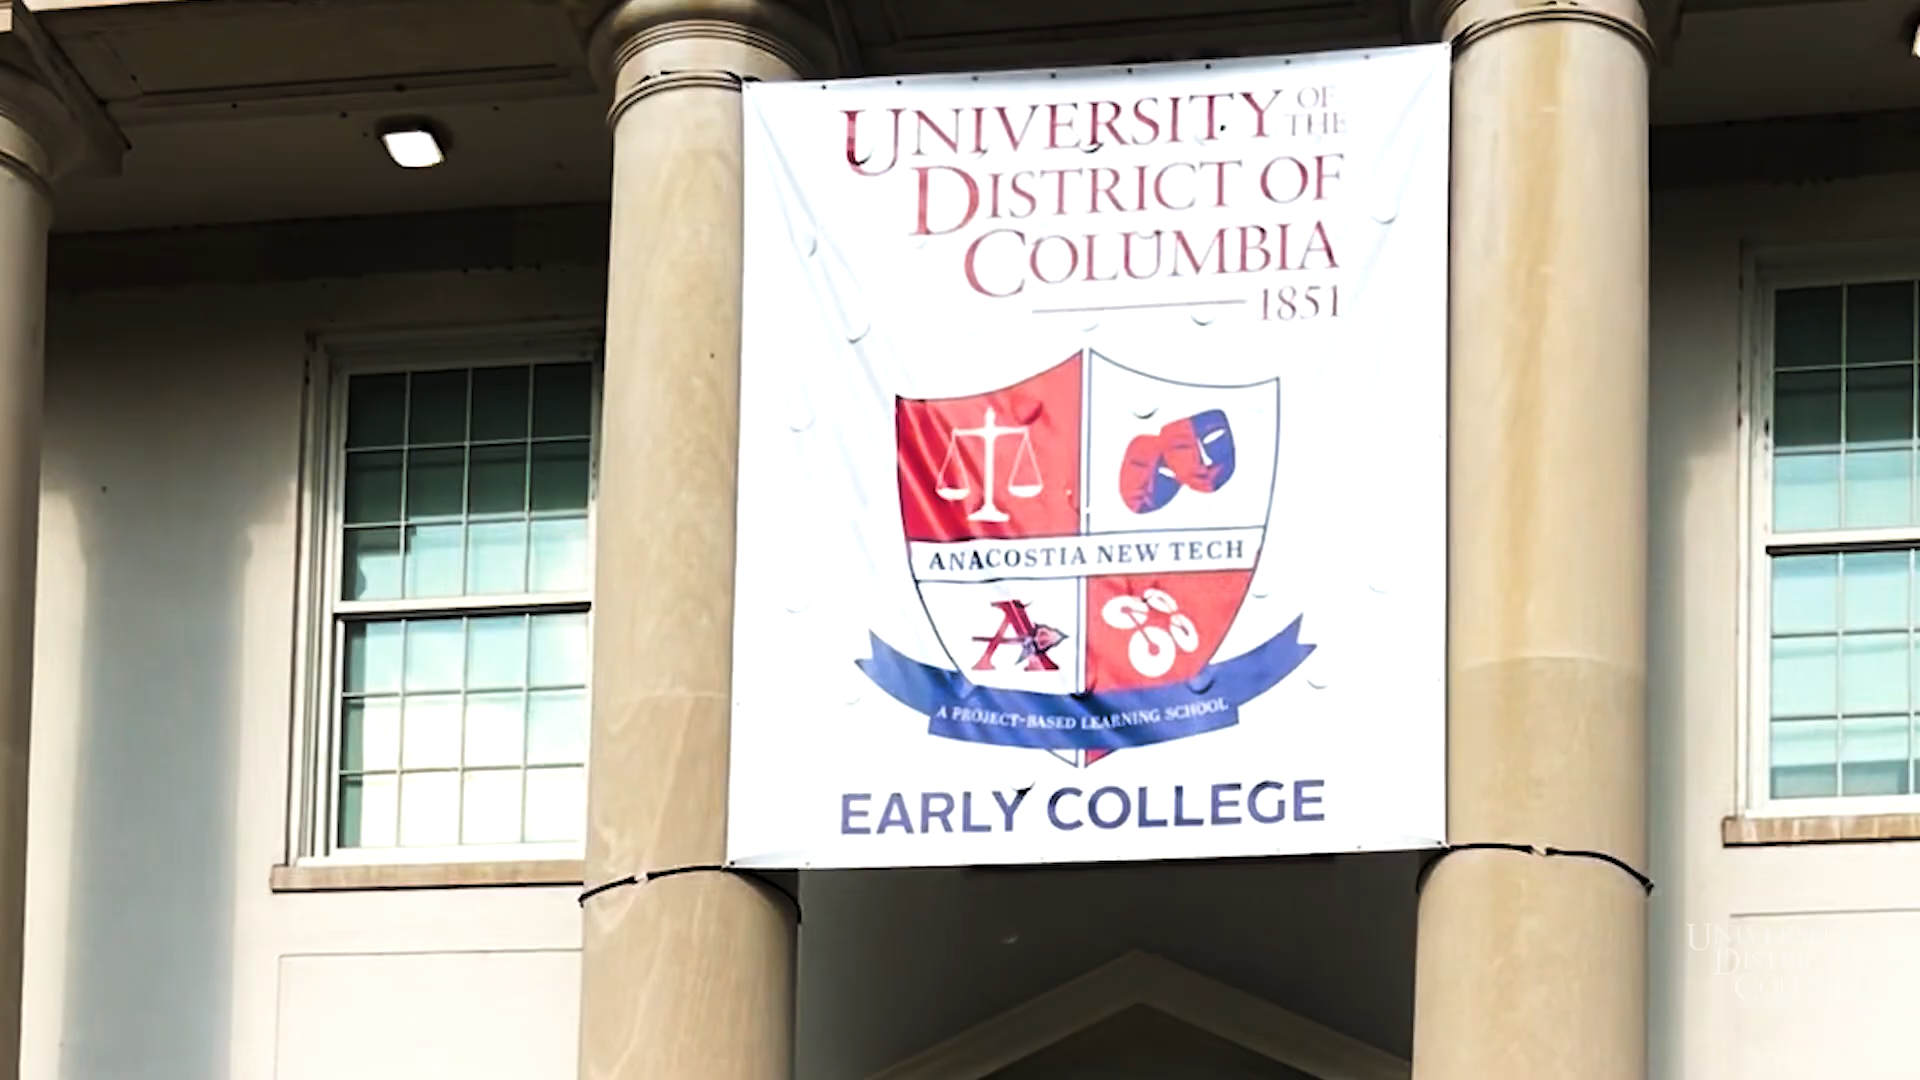 UNIVERSITY OF THE
DISTRICT OF
COLUMBIA
1851
ANACOSTIA NEW TECH
A
A PROJECT-BASED LEARNING SCHOOL
EARLY COLLEGE